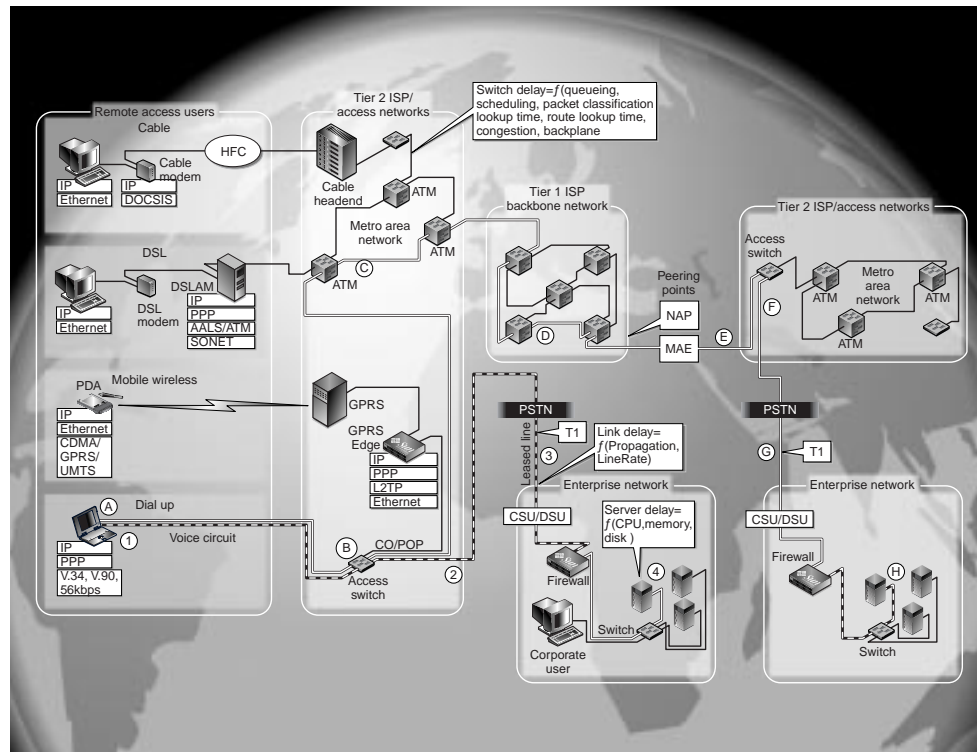 Remote access users
Cable
HFC
Cable
modem
IP
Ethernet
IP
DOCSIS
DSL
DSLAM
DSL
modem
IP
Ethernet
IP
PPP
AALS/ATM
SONET
Mobile wireless
PDA
IP
Ethernet
CDMA/
GPRS/
UMTS
A
Dial up
1
Voice circuit
IP
PPP
V.34, V.90,
56kbps
Tier 2 ISP/
access networks
Cable
headend
ATM
Metro area
network
ATM
C
ATM
GPRS
GPRS
Edge
IP
PPP
L2TP
Ethernet
B
CO/POP
Access
switch
2
Switch delay=ƒ(queueing,
scheduling, packet classification
lookup time, route lookup time,
congestion, backplane
Tier 1 ISP
backbone network
D
Peering
points
NAP
MAE
E
Tier 2 ISP/access networks
Access
switch
F
ATM
Metro
area
network
ATM
ATM
PSTN
Leased line
T1
3
Link delay=
ƒ(Propagation,
LineRate)
Enterprise network
CSU/DSU
Server delay=
ƒ(CPU,memory,
disk )
Firewall
4
Switch
Corporate
user
PSTN
G
T1
Enterprise network
CSU/DSU
Firewall
H
Switch